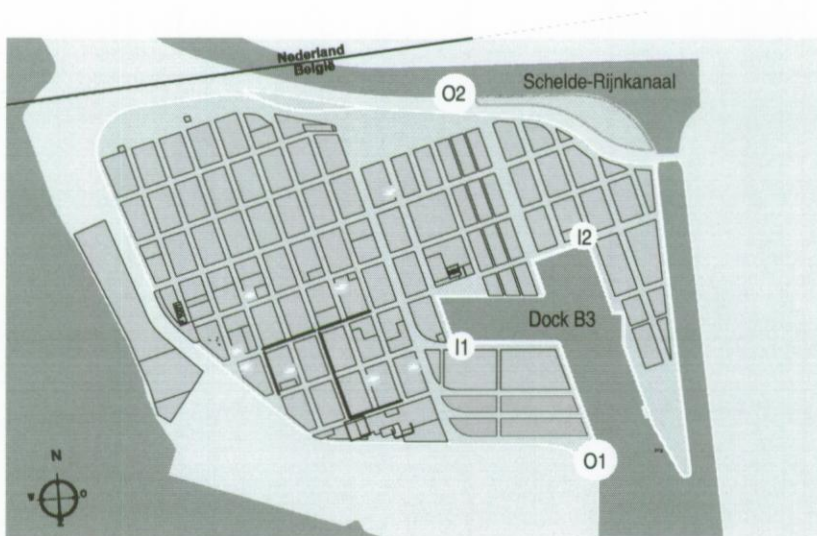 Nederland
België
O2
Schelde-Rijnkanaal
I2
Dock B3
I1
O1
N
W
O
Z